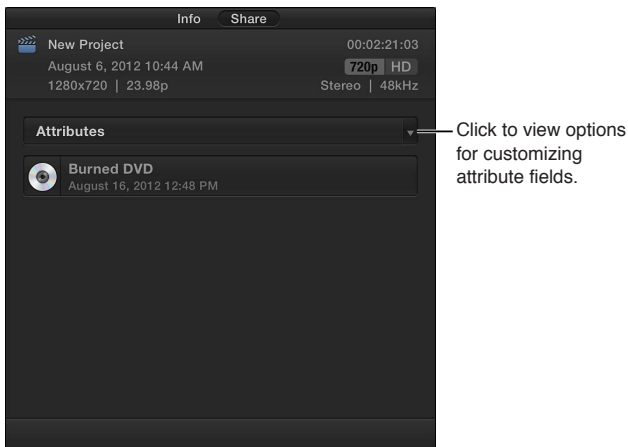 Info Share
New Project 00:02:21:03
August 6, 2012 10:44 AM 720p HD
1280x720 | 23.98p Stereo | 48kHz
Attributes
Click to view options
for customizing
attribute fields.
Burned DVD
August 16, 2012 12:48 PM